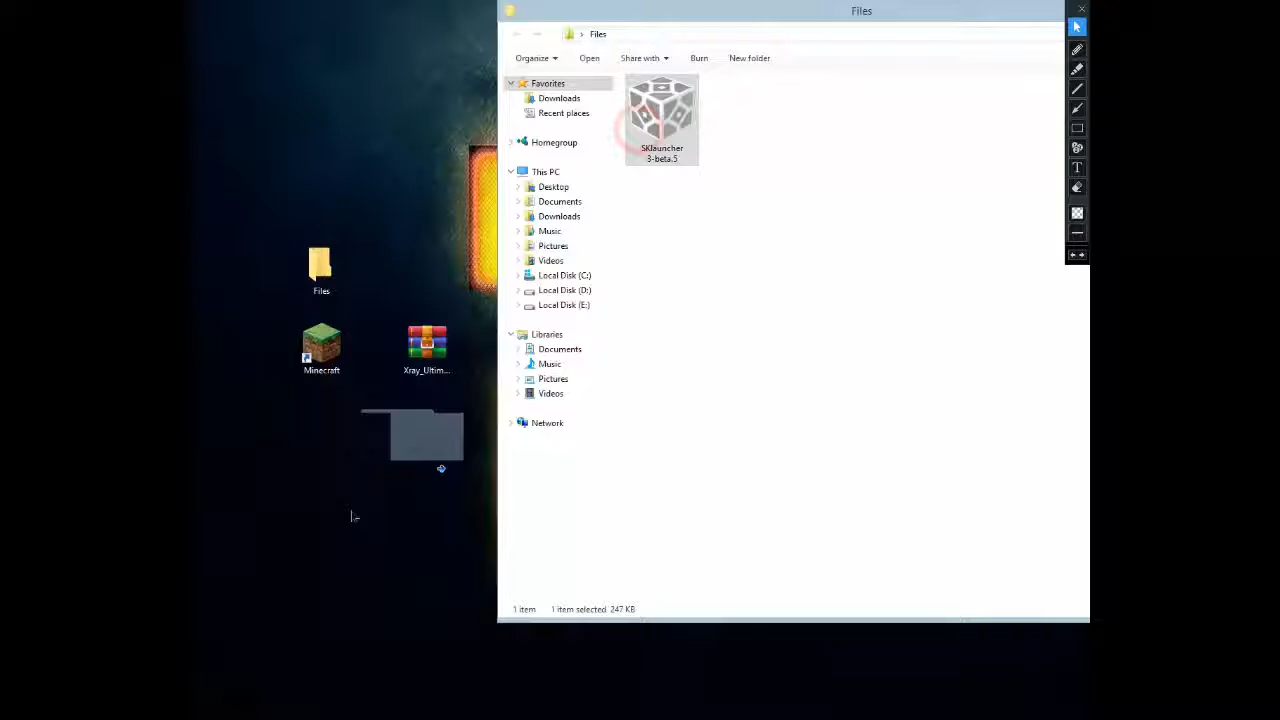 Files
Files
Organize
Open
Share with
Burn
New folder
Favorites
Downloads
Recent places
Homegroup
This PC
Desktop
Documents
Downloads
Music
Pictures
Videos
Local Disk (C:)
Local Disk (D:)
Local Disk (E:)
Libraries
Documents
Music
Pictures
Videos
Network
SKlauncher
3-beta.5
Files
Minecraft
Xray_Ultim...
T
1 item
1 item selected 247 KB